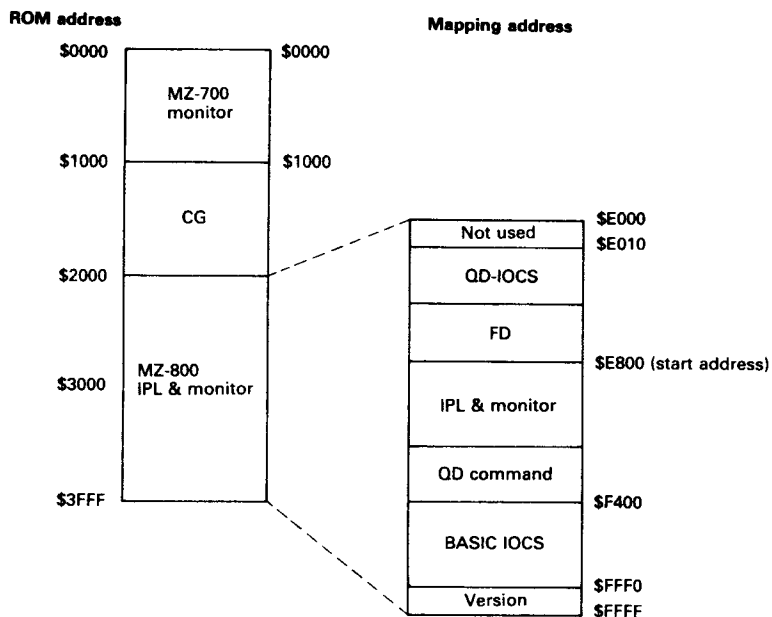 ROM address
$0000
$0000
MZ-700
monitor
$1000
$1000
CG
$2000
MZ-800
IPL & monitor
$3000
$3FFF
Mapping address
$E000
Not used
$E010
QD-IOCS
FD
$E800 (start address)
IPL & monitor
QD command
$F400
BASIC IOCS
$FFF0
Version
$FFFF